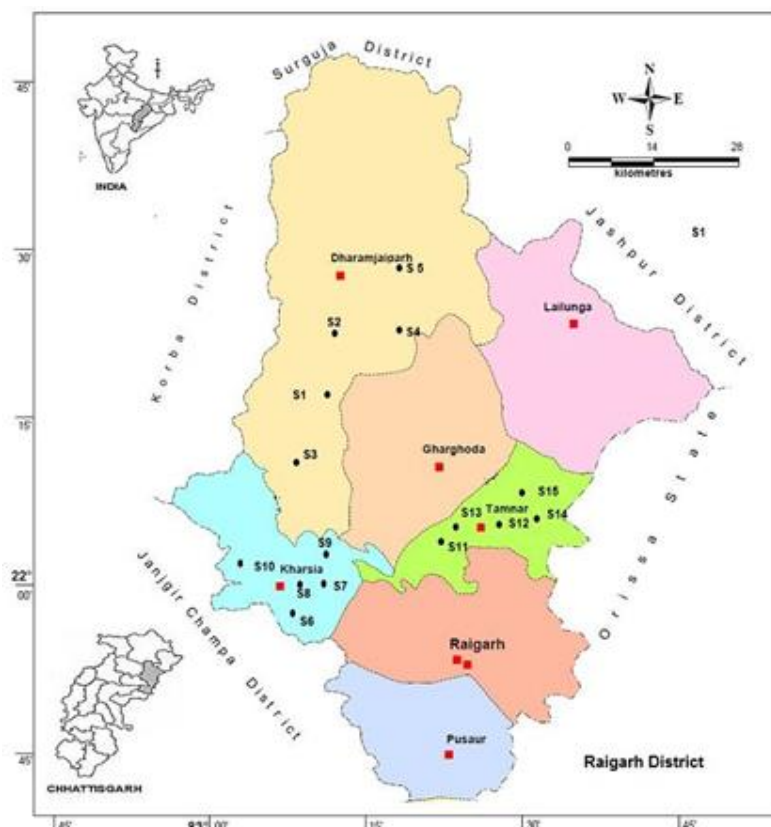 Surguja District
45'
N
W E
S
INDIA
0 14 28
kilometres
Jashpur District
S1
30'
Dharamjaiparh
S 5
Korba District
Lailunga
S2
S4
S1
15'
Gharghoda
S3
Orissa State
S15
Tamnar
S13
S14
S12
S11
S9
S10
Kharsia
22°
00'
S7
S8
Janjgir Champa District
S6
Raigarh
45'
Pusaur
Raigarh District
CHHATTISGARH
45'
00'
15'
30'
45'